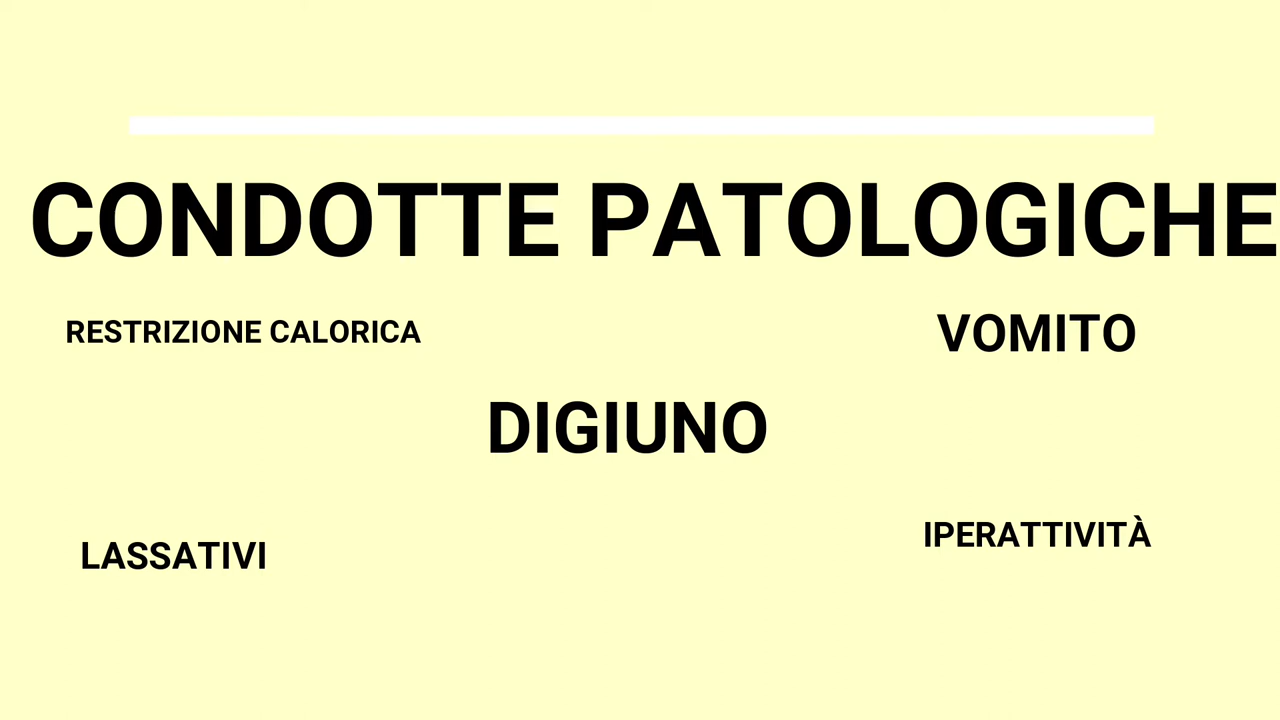 CONDOTTE PATOLOGICHE
RESTRIZIONE CALORICA
VOMITO
DIGIUNO
LASSATIVI
IPERATTIVITÀ